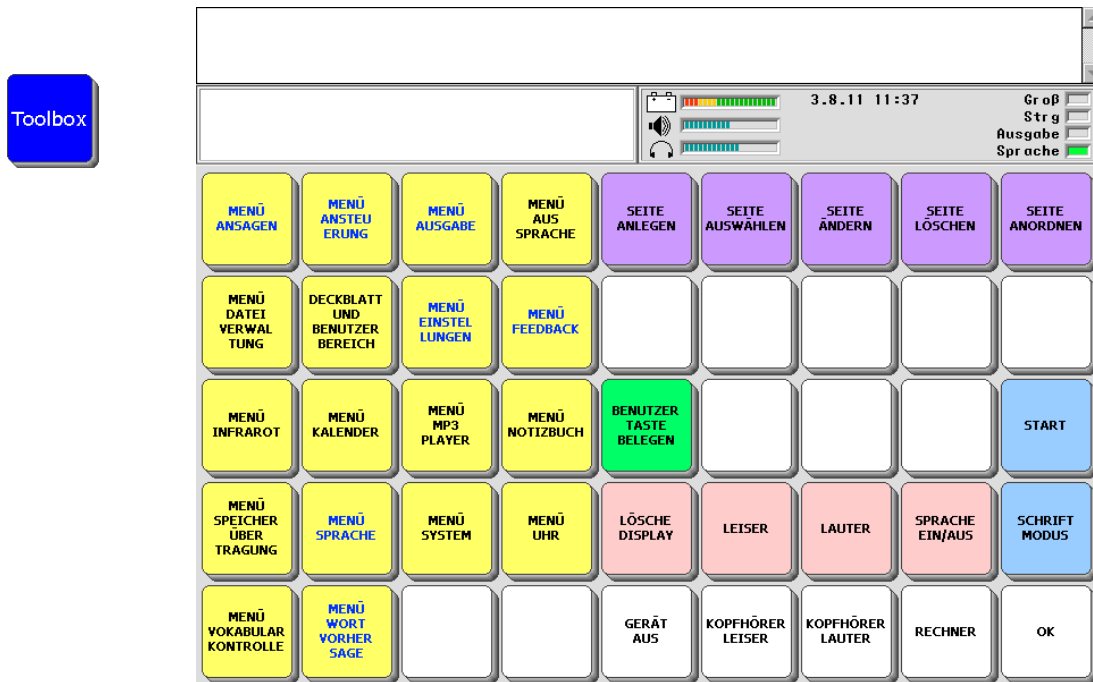 Toolbox
3.8.11 11:37
Groß
Strg
Ausgabe
Sprache
MENÜ
ANSAGEN
MENÜ
ANSTEU
ERUNG
MENÜ
AUSGABE
MENÜ
AUS
SPRACHE
SEITE
ANLEGEN
SEITE
AUSWÄHLEN
SEITE
ÄNDERN
SEITE
LÖSCHEN
SEITE
ANORDNEN
MENÜ
DATEI
VERWAL
TUNG
DECKBLATT
UND
BENUTZER
BEREICH
MENÜ
EINSTEL
LUNGEN
MENÜ
FEEDBACK
MENÜ
INFRAROT
MENÜ
KALENDER
MENÜ
MP3
PLAYER
MENÜ
NOTIZBUCH
BENUTZER
TASTE
BELEGEN
START
MENÜ
SPEICHER
ÜBER
TRAGUNG
MENÜ
SPRACHE
MENÜ
SYSTEM
MENÜ
UHR
LÖSCHE
DISPLAY
LEISER
LAUTER
SPRACHE
EIN/AUS
SCHRIFT
MODUS
MENÜ
VOKABULAR
KONTROLLE
MENÜ
WORT
VORHER
SAGE
GERÄT
AUS
KOPFHÖRER
LEISER
KOPFHÖRER
LAUTER
RECHNER
OK